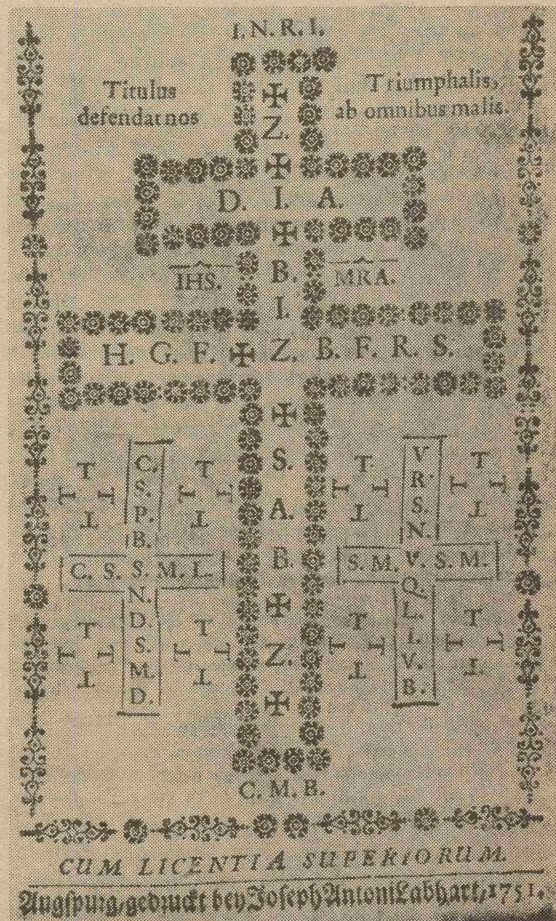 I. N. R. I.
Titulus
defendat nos
Triumphalis,
ab omnibus malis.
✠
Z.
✠
D. I. A.
✠
IHS.
B.
MRA.
I.
H. G. F. ✠ Z. B. F. R. S.
✠
S.
A.
B.
✠
Z.
✠
C. M. B.
T
T T
T
T
T T
T
C.
S.
P.
B.
C. S. S. M. L.
N.
D.
S.
M.
D.
T
T T
T
T
T T
T
T
T T
T
T
T T
T
V
R.
S.
N.
S. M. V. S. M.
Q.
L.
I.
V.
B.
T
T T
T
T
T T
T
CUM LICENTIA SUPERIORUM.
Augspurg, gedruckt bey Joseph Antoni Labhart, 1751.